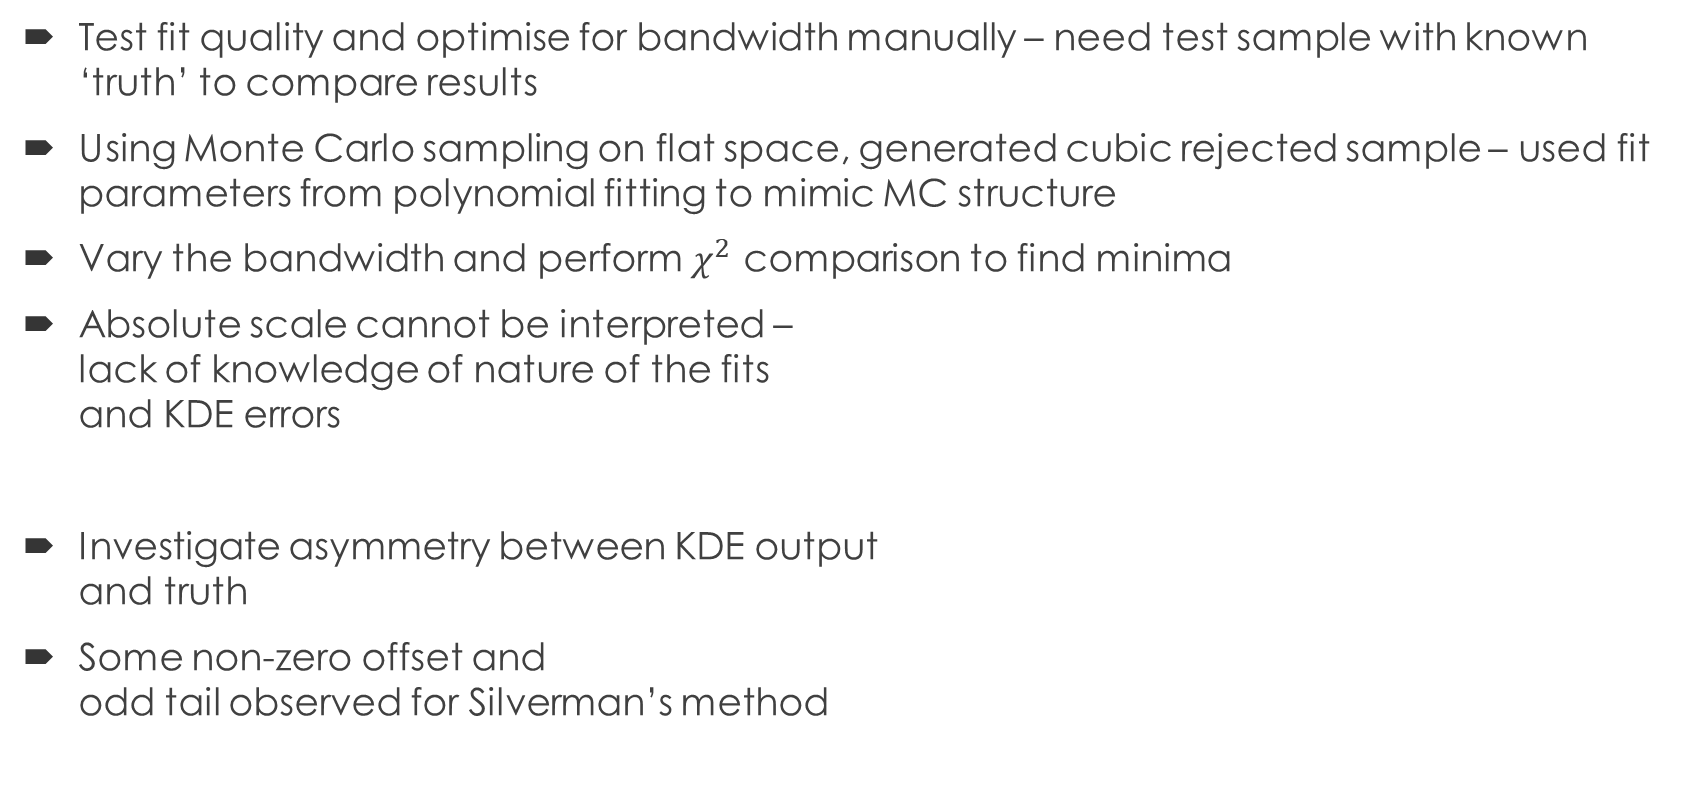 Test fit quality and optimise for bandwidth manually – need test sample with known
‘truth’ to compare results
Using Monte Carlo sampling on flat space, generated cubic rejected sample – used fit
parameters from polynomial fitting to mimic MC structure
Vary the bandwidth and perform χ² comparison to find minima
Absolute scale cannot be interpreted –
lack of knowledge of nature of the fits
and KDE errors
Investigate asymmetry between KDE output
and truth
Some non-zero offset and
odd tail observed for Silverman’s method